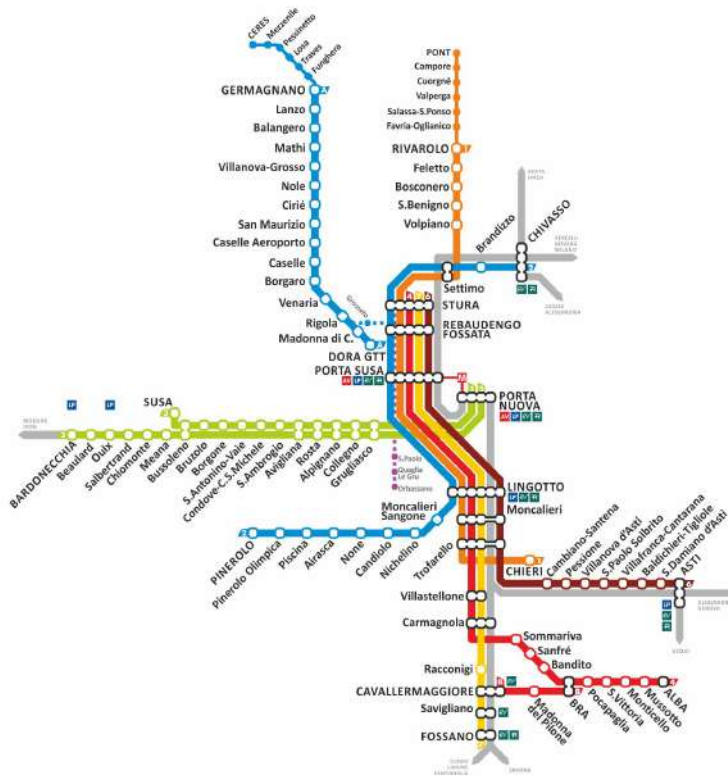 CERES
Mezzenile
Pessinetto
Losa
Traves
Funghera
GERMAGNANO
Lanzo
Balangero
Mathi
Villanova-Grosso
Nole
Cirié
San Maurizio
Caselle Aeroporto
Caselle
Borgaro
Venaria
Rigola
Madonna di C.
DORA GTT
PORTA SUSA
Grosseto
PONT
Campore
Cuorgnè
Valperga
Salassa-S.Ponso
Favria-Oglianico
RIVAROLO
Feletto
Bosconero
S.Benigno
Volpiano
Brandizzo
CHIVASSO
Settimo
STURA
REBAUDENGO
FOSSATA
PORTA
NUOVA
SUSA
BARDONECCHIA
Beaulard
Oulx
Salbertrand
Chiomonte
Meana
Bussoleno
Bruzolo
Borgone
S.Antonino-Vaie
Condove-C.S.Michele
S.Ambrogio
Avigliana
Rosta
Alpignano
Collegno
Grugliasco
S.Paolo
Quaglia
Le Gru
Orbassano
LINGOTTO
Moncalieri
Moncalieri
Sangone
PINEROLO
Pinerolo Olimpica
Piscina
Airasca
None
Candiolo
Nichelino
Trofarello
CHIERI
Cambiano-Santena
Pessione
Villanova d'Asti
S.Paolo Solbrito
Villafranca-Cantarana
Baldichieri-Tigliole
S.Damiano d'Asti
ASTI
Villastellone
Carmagnola
Sommariva
Sanfré
Bandito
Racconigi
CAVALLERMAGGIORE
Madonna
del Pilone
BRA
Pocapaglia
S.Vittoria
Monticello
Mussotto
ALBA
Savigliano
FOSSANO